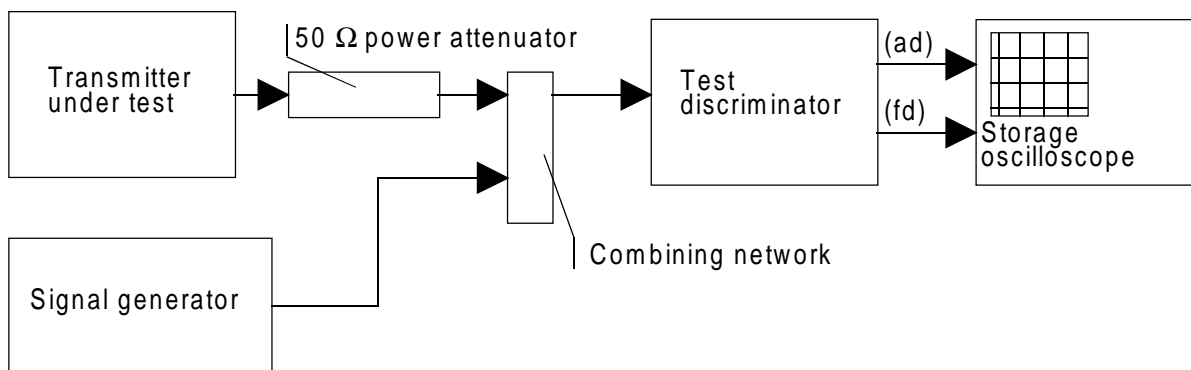 50 Ω power attenuator
Transmitter
under test
Test
discriminator
(ad)
(fd)
Storage
oscilloscope
Combining network
Signal generator